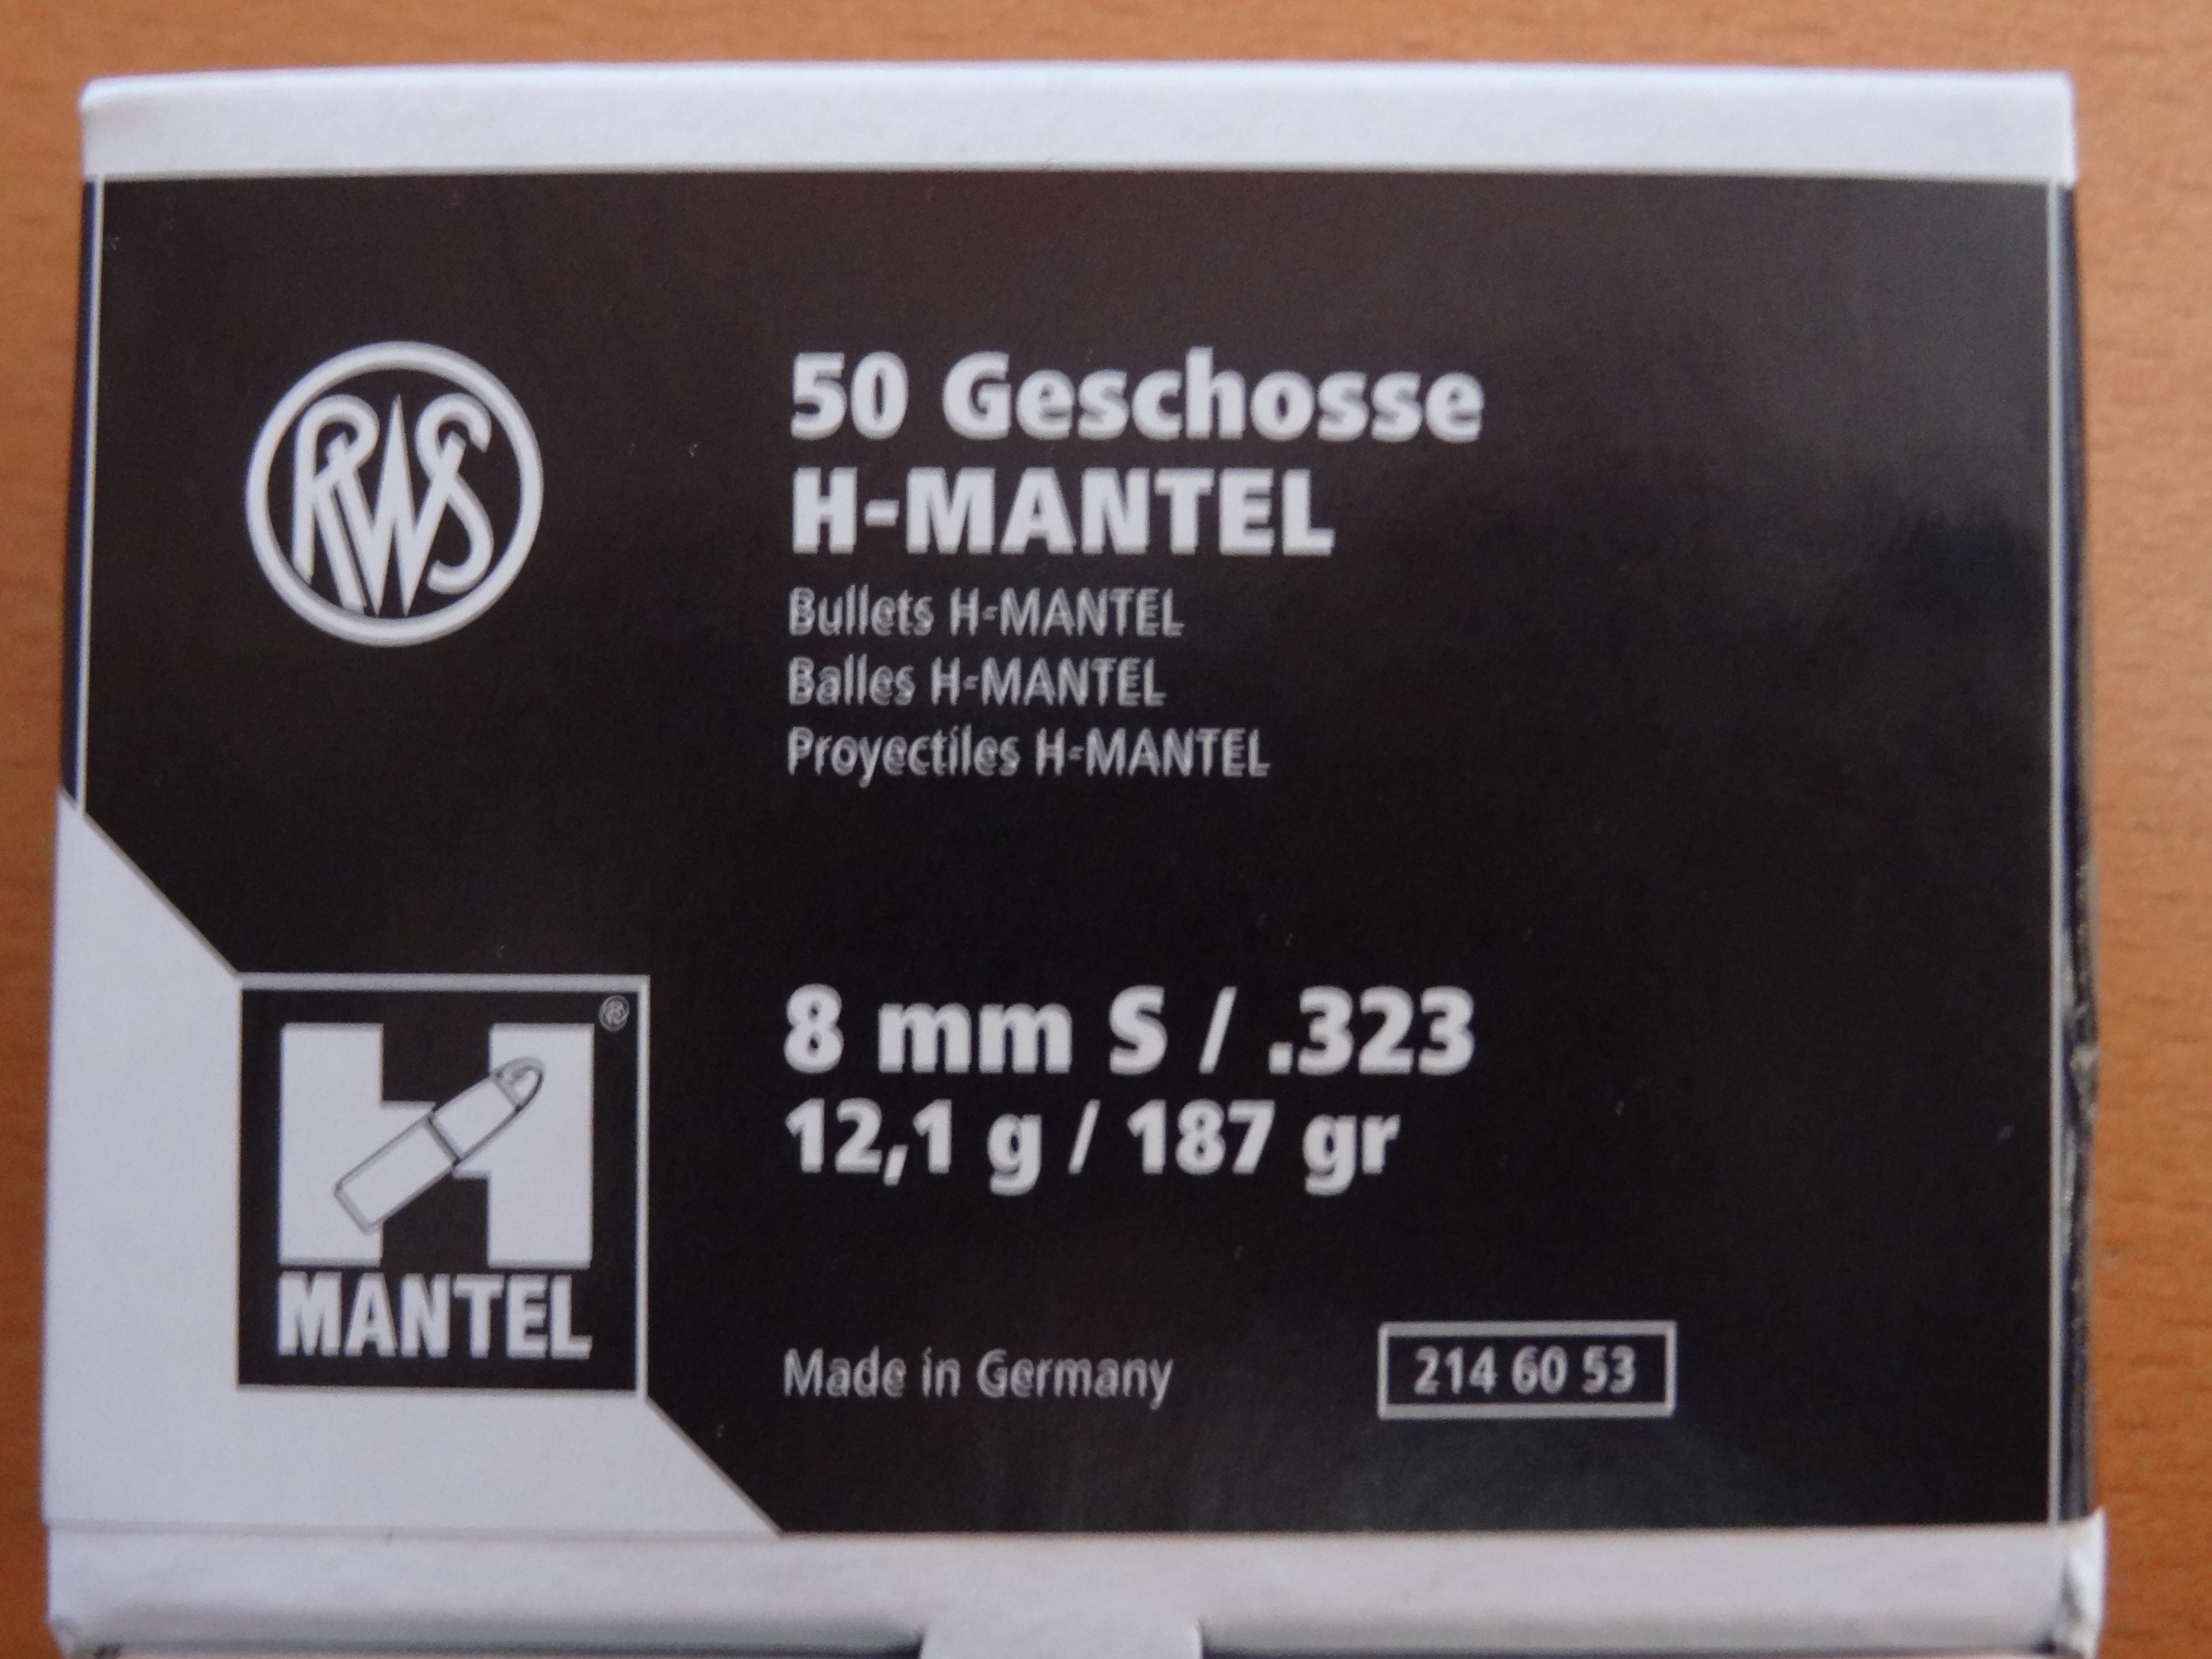 RWS
50 Geschosse
H-MANTEL
Bullets H-MANTEL
Balles H-MANTEL
Proyectiles H-MANTEL
8 mm S / .323
12,1 g / 187 gr
H ®
MANTEL
Made in Germany
214 60 53